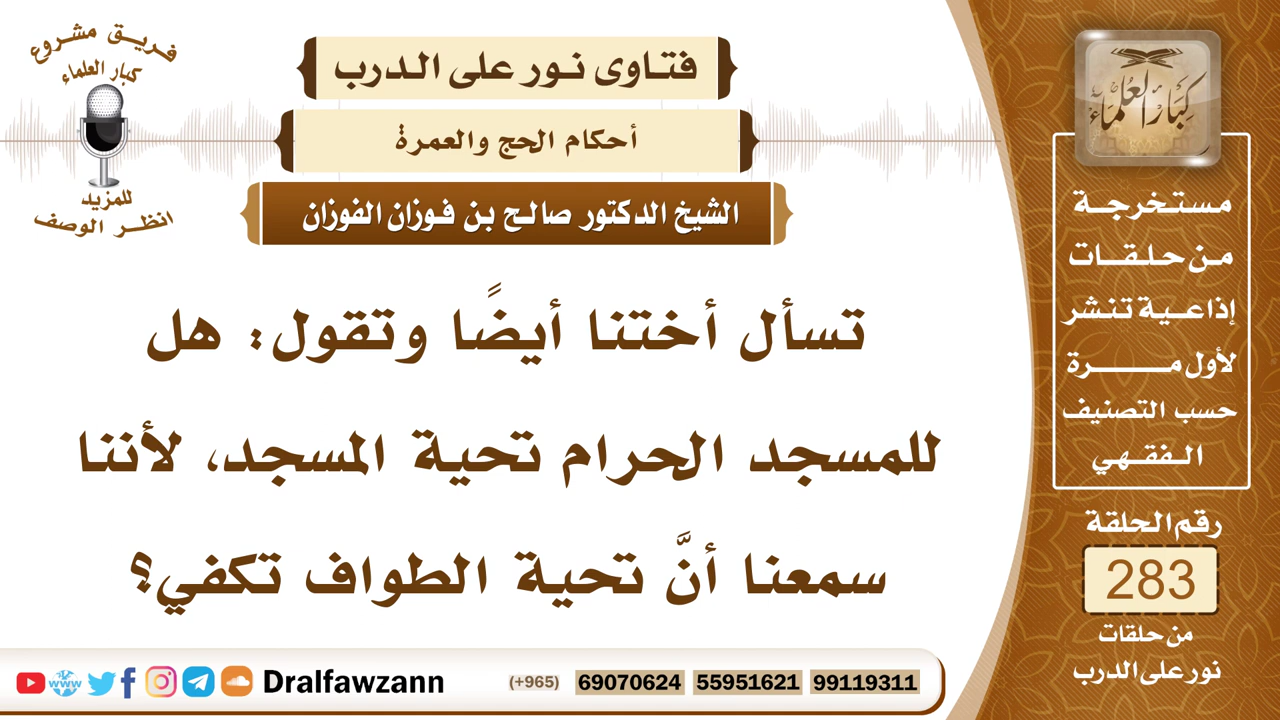 فريق مشروع
كبار العلماء
للمزيد
انظر الوصف
فتاوى نور على الدرب
أحكام الحج والعمرة
الشيخ الدكتور صالح بن فوزان الفوزان
تسأل أختنا أيضًا وتقول: هل
للمسجد الحرام تحية المسجد، لأننا
سمعنا أنَّ تحية الطواف تكفي؟
كبار العلماء
مستخرجة
من حلقات
إذاعية تنشر
لأول مرة
حسب التصنيف
الفقهي
رقم الحلقة
283
من حلقات
نور على الدرب
www Dralfawzann (+965) 69070624 55951621 99119311